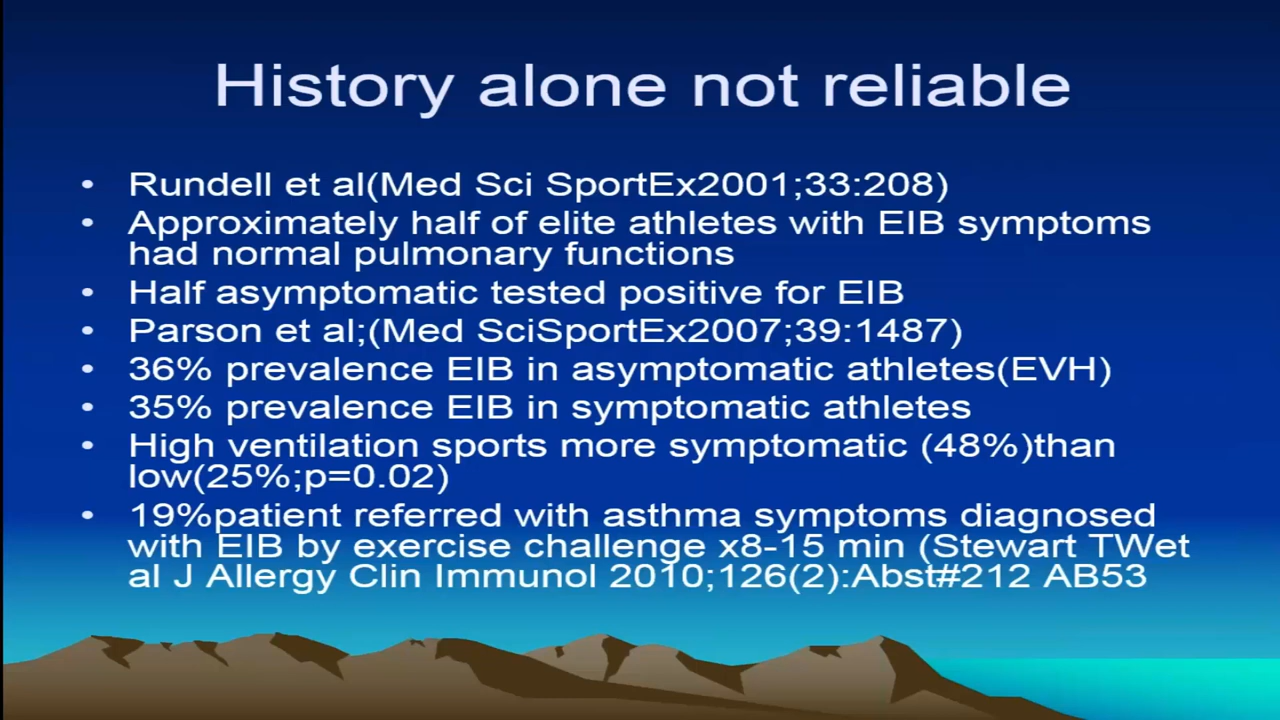 History alone not reliable
• Rundell et al(Med Sci SportEx2001;33:208)
• Approximately half of elite athletes with EIB symptoms
had normal pulmonary functions
• Half asymptomatic tested positive for EIB
• Parson et al;(Med SciSportEx2007;39:1487)
• 36% prevalence EIB in asymptomatic athletes(EVH)
• 35% prevalence EIB in symptomatic athletes
• High ventilation sports more symptomatic (48%)than
low(25%;p=0.02)
• 19%patient referred with asthma symptoms diagnosed
with EIB by exercise challenge x8-15 min (Stewart TWet
al J Allergy Clin Immunol 2010;126(2):Abst#212 AB53